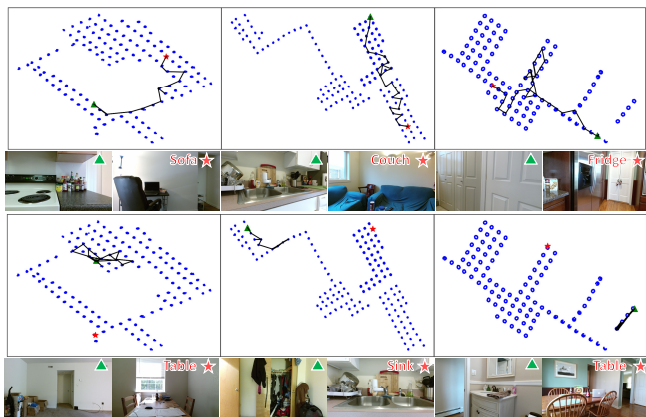 Sofa
Couch
Fridge
Table
Sink
Table